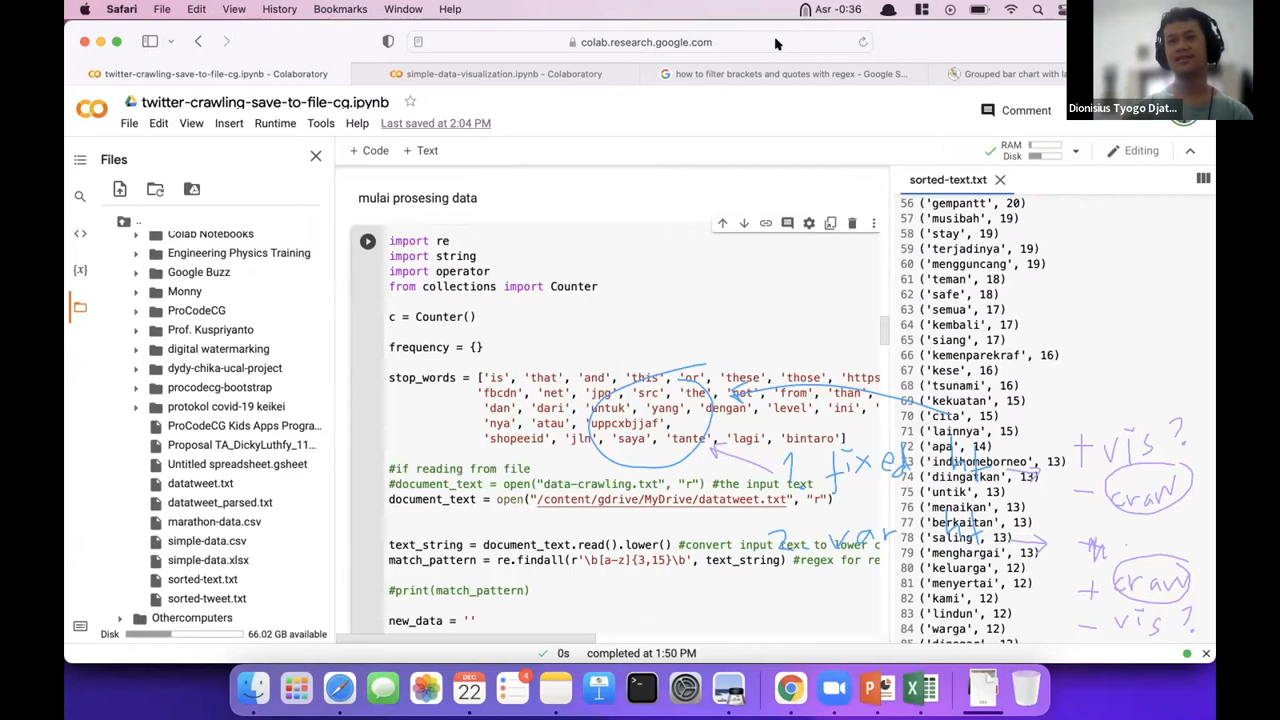 Safari File Edit View History Bookmarks Window Help Asr -0:36
colab.research.google.com
twitter-crawling-save-to-file-cg.ipynb - Colaboratory simple-data-visualization.ipynb - Colaboratory how to filter brackets and quotes with regex - Google S... Grouped bar chart with la
Dionisius Tyogo Djat...
twitter-crawling-save-to-file-cg.ipynb
File Edit View Insert Runtime Tools Help Last saved at 2:04 PM
Comment
+ Code + Text
RAM
Disk
Editing
Files
..
Colab Notebooks
Engineering Physics Training
Google Buzz
Monny
ProCodeCG
Prof. Kuspriyanto
digital watermarking
dydy-chika-ucal-project
procodecg-bootstrap
protokol covid-19 keikei
ProCodeCG Kids Apps Progra...
Proposal TA_DickyLuthfy_11...
Untitled spreadsheet.gsheet
datatweet.txt
datatweet_parsed.txt
marathon-data.csv
simple-data.csv
simple-data.xlsx
sorted-text.txt
sorted-tweet.txt
Othercomputers
Disk 66.02 GB available
mulai prosesing data
import re
import string
import operator
from collections import Counter
c = Counter()
frequency = {}
stop_words = ['is', 'that', 'and', 'this', 'or', 'these', 'those', 'https
'fbcdn', 'net', 'jpg', 'src', 'the', 'not', 'from', 'than',
'dan', 'dari', 'untuk', 'yang', 'dengan', 'level', 'ini', '
'nya', 'atau', 'uppcxbjjaf',
'shopeeid', 'jln', 'saya', 'tante', 'lagi', 'bintaro']
#if reading from file
#document_text = open("data-crawling.txt", "r") #the input text
document_text = open("/content/gdrive/MyDrive/datatweet.txt", "r")
text_string = document_text.read().lower() #convert input text to lower c
match_pattern = re.findall(r'\b[a-z]{3,15}\b', text_string) #regex for re
#print(match_pattern)
new_data = ''
1. fixed ht
2. var ht
sorted-text.txt
56 ('gempantt', 20)
57 ('musibah', 19)
58 ('stay', 19)
59 ('terjadinya', 19)
60 ('mengguncang', 19)
61 ('teman', 18)
62 ('safe', 18)
63 ('semua', 17)
64 ('kembali', 17)
65 ('siang', 17)
66 ('kemenparekraf', 16)
67 ('kese', 16)
68 ('tsunami', 16)
69 ('kekuatan', 15)
70 ('cita', 15)
71 ('lainnya', 15)
72 ('apa', 14)
73 ('indihomeborneo', 13)
74 ('diingatkan', 13)
75 ('untik', 13)
76 ('menaikan', 13)
77 ('berkaitan', 13)
78 ('saling', 13)
79 ('menghargai', 13)
80 ('keluarga', 12)
81 ('menyertai', 12)
82 ('kami', 12)
83 ('lindun', 12)
84 ('warga', 12)
+ vis ?
- craw
+ craw
- vis ?
0s completed at 1:50 PM
DEC
22
4